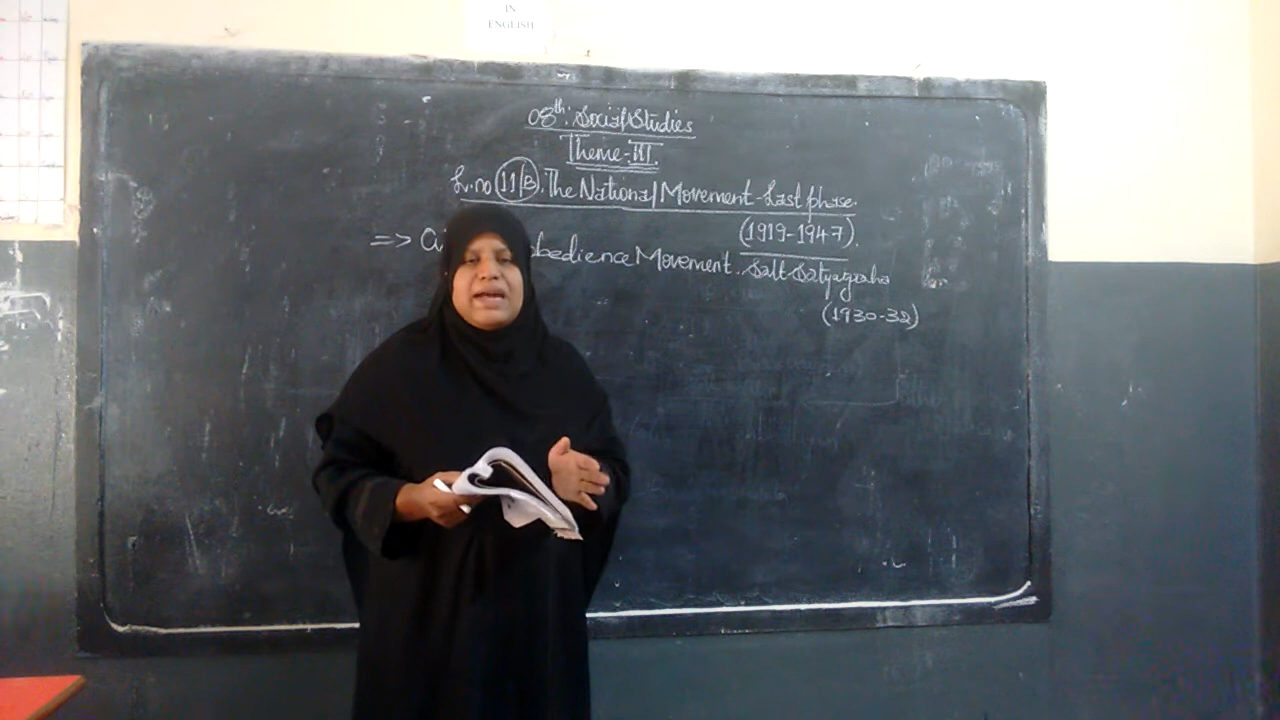 IN
ENGLISH
08th: Social Studies
Theme-III.
L.no 11/B. The National Movement-Last phase.
(1919-1947).
=> bedience Movement.. Salt Satyagraha
(1930-32)